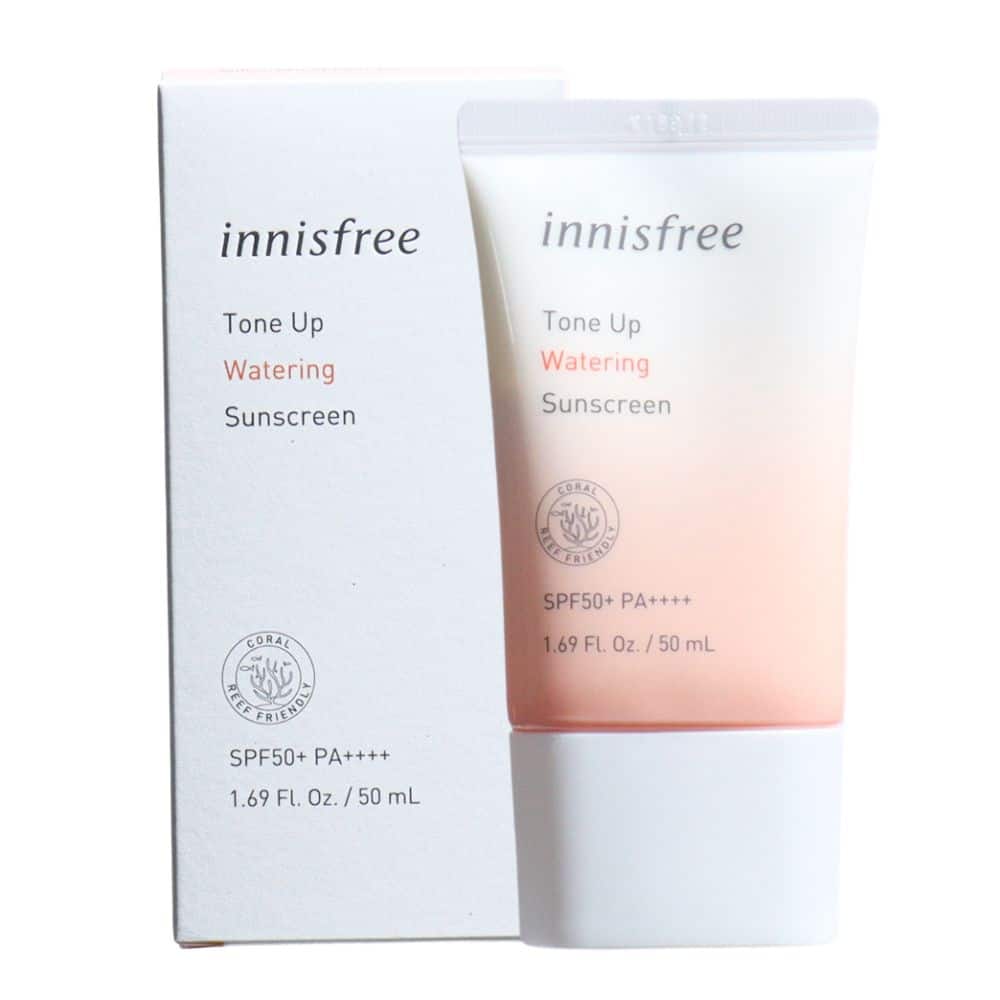 innisfree
Tone Up
Watering
Sunscreen
CORAL
REEF FRIENDLY
SPF50+ PA++++
1.69 Fl. Oz. / 50 mL
innisfree
Tone Up
Watering
Sunscreen
CORAL
REEF FRIENDLY
SPF50+ PA++++
1.69 Fl. Oz. / 50 mL